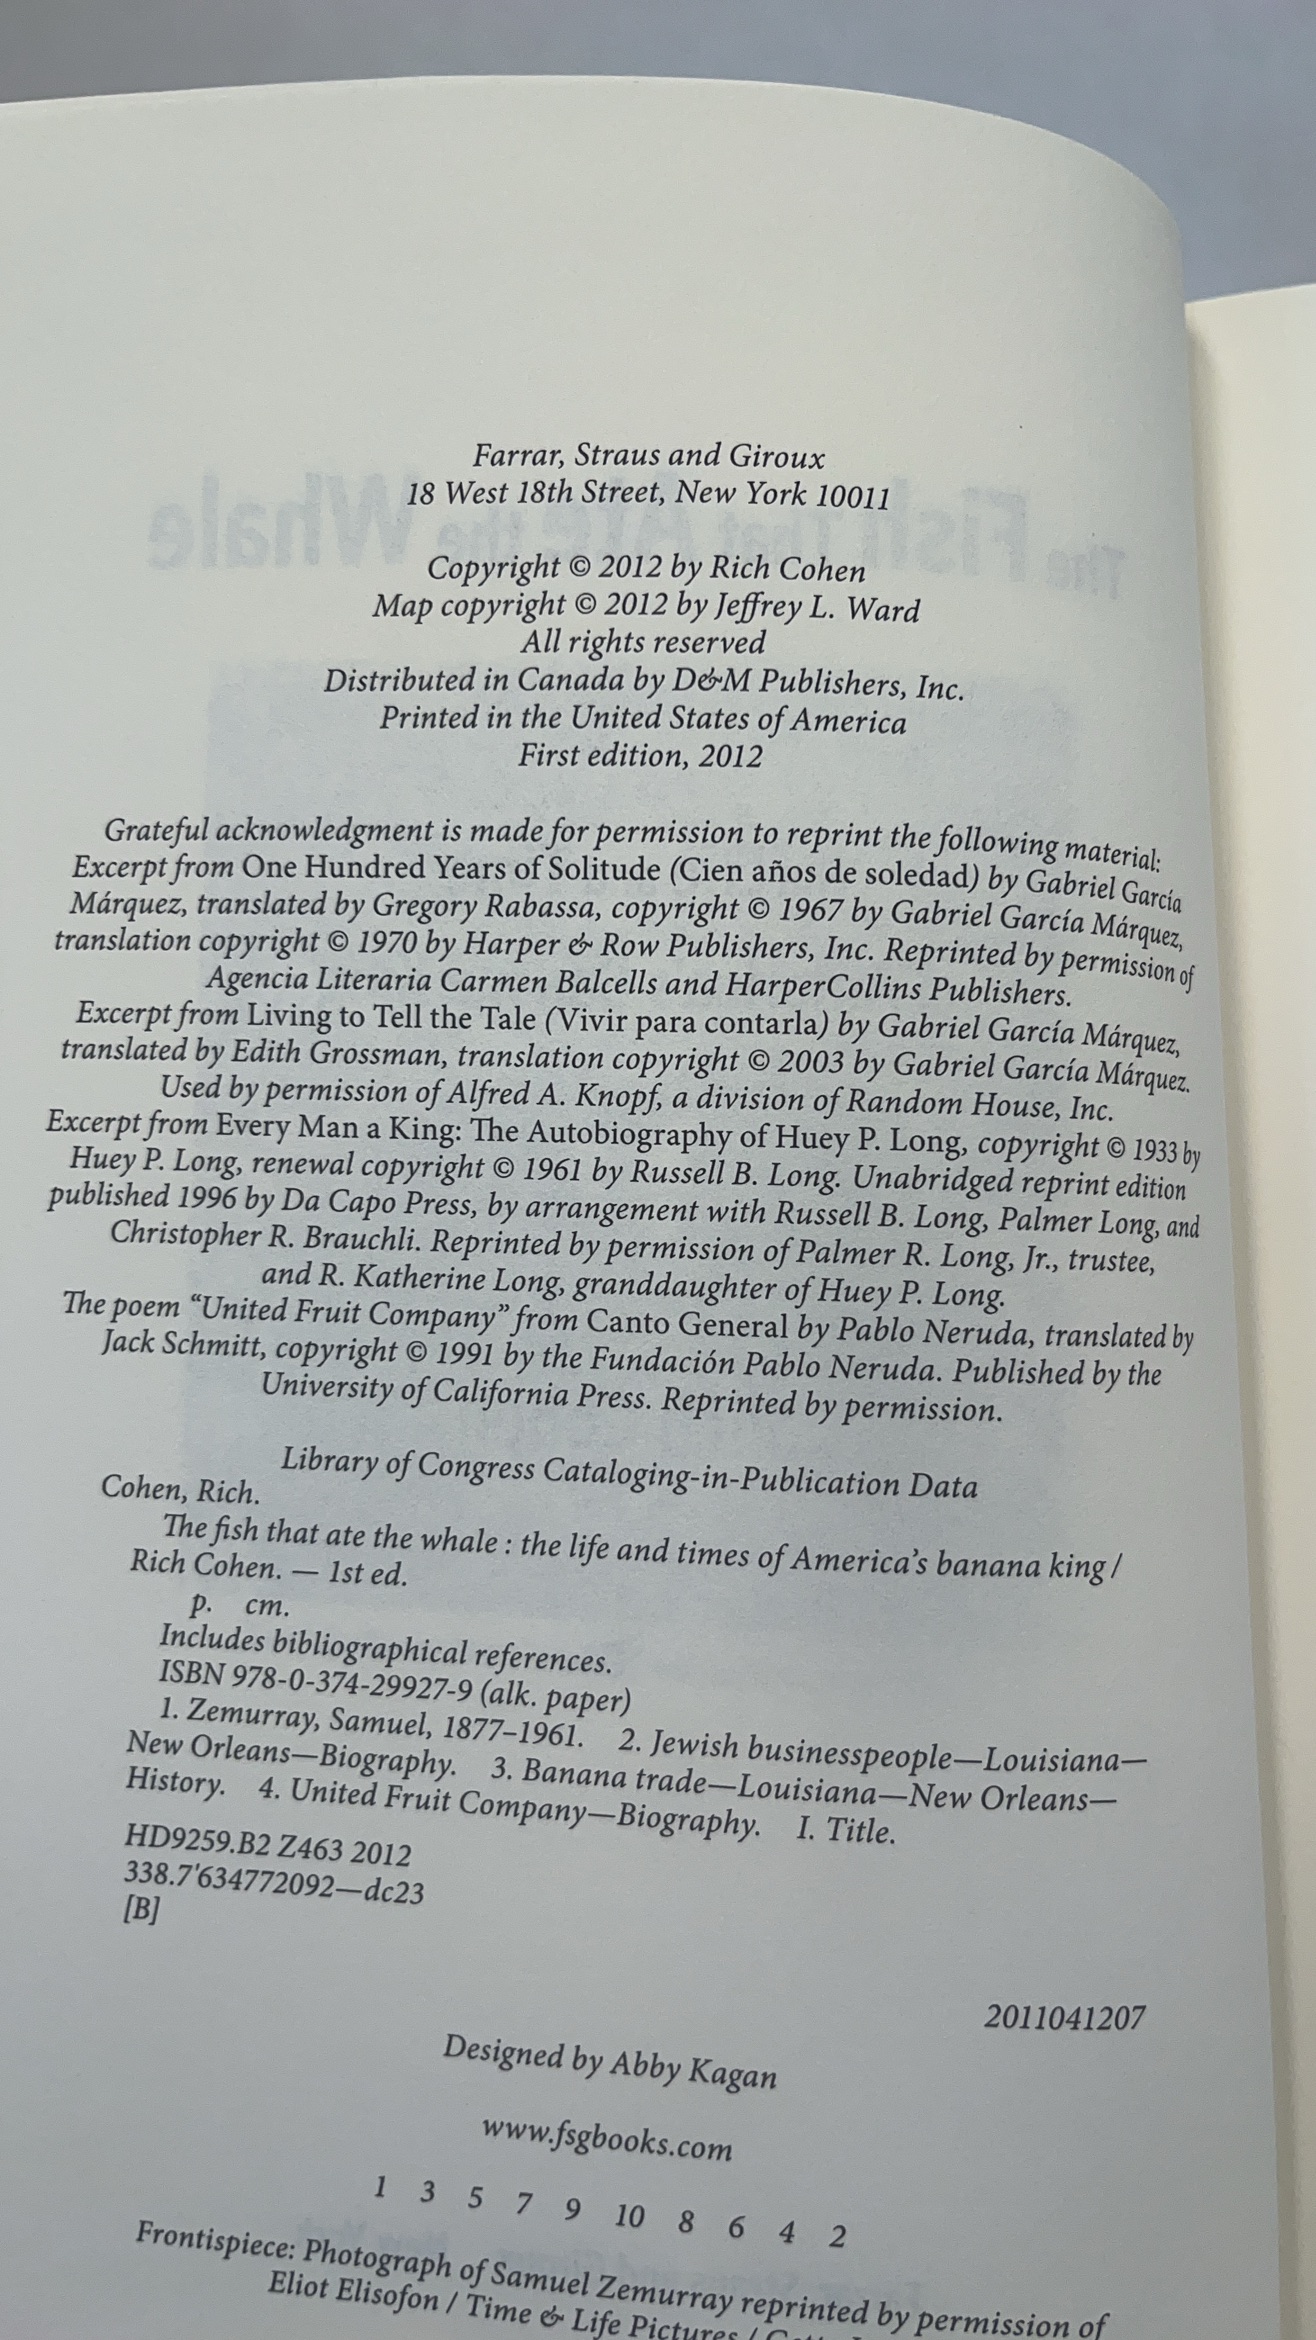 Farrar, Straus and Giroux
18 West 18th Street, New York 10011
Copyright © 2012 by Rich Cohen
Map copyright © 2012 by Jeffrey L. Ward
All rights reserved
Distributed in Canada by D&M Publishers, Inc.
Printed in the United States of America
First edition, 2012
Grateful acknowledgment is made for permission to reprint the following material:
Excerpt from One Hundred Years of Solitude (Cien años de soledad) by Gabriel García
Márquez, translated by Gregory Rabassa, copyright © 1967 by Gabriel García Márquez,
translation copyright © 1970 by Harper & Row Publishers, Inc. Reprinted by permission of
Agencia Literaria Carmen Balcells and HarperCollins Publishers.
Excerpt from Living to Tell the Tale (Vivir para contarla) by Gabriel García Márquez,
translated by Edith Grossman, translation copyright © 2003 by Gabriel García Márquez.
Used by permission of Alfred A. Knopf, a division of Random House, Inc.
Excerpt from Every Man a King: The Autobiography of Huey P. Long, copyright © 1933 by
Huey P. Long, renewal copyright © 1961 by Russell B. Long. Unabridged reprint edition
published 1996 by Da Capo Press, by arrangement with Russell B. Long, Palmer Long, and
Christopher R. Brauchli. Reprinted by permission of Palmer R. Long, Jr., trustee,
and R. Katherine Long, granddaughter of Huey P. Long.
The poem “United Fruit Company” from Canto General by Pablo Neruda, translated by
Jack Schmitt, copyright © 1991 by the Fundación Pablo Neruda. Published by the
University of California Press. Reprinted by permission.
Library of Congress Cataloging-in-Publication Data
Cohen, Rich.
The fish that ate the whale : the life and times of America’s banana king /
Rich Cohen. — 1st ed.
p. cm.
Includes bibliographical references.
ISBN 978-0-374-29927-9 (alk. paper)
1. Zemurray, Samuel, 1877–1961. 2. Jewish businesspeople—Louisiana—
New Orleans—Biography. 3. Banana trade—Louisiana—New Orleans—
History. 4. United Fruit Company—Biography. I. Title.
HD9259.B2 Z463 2012
338.7'634772092—dc23
[B]
2011041207
Designed by Abby Kagan
www.fsgbooks.com
1 3 5 7 9 10 8 6 4 2
Frontispiece: Photograph of Samuel Zemurray reprinted by permission of
Eliot Elisofon / Time & Life Pictures /